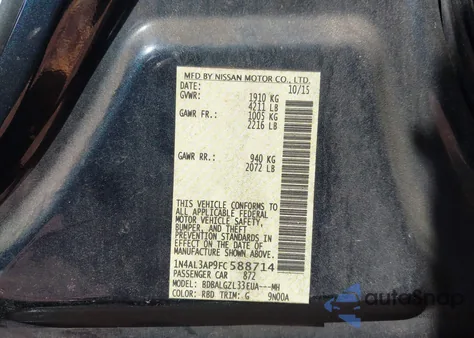 MFD BY NISSAN MOTOR CO., LTD.
DATE: 10/15
GVWR: 1910 KG
4211 LB
GAWR FR.: 1005 KG
2216 LB
GAWR RR.: 940 KG
2072 LB
THIS VEHICLE CONFORMS TO
ALL APPLICABLE FEDERAL
MOTOR VEHICLE SAFETY,
BUMPER, AND THEFT
PREVENTION STANDARDS IN
EFFECT ON THE DATE OF
MANUFACTURE SHOWN ABOVE.
1N4AL3AP9FC588714
PASSENGER CAR 872
MODEL: BDBALGZL33EUA---MH
COLOR: RBD TRIM: G 9N00A
autoSnap